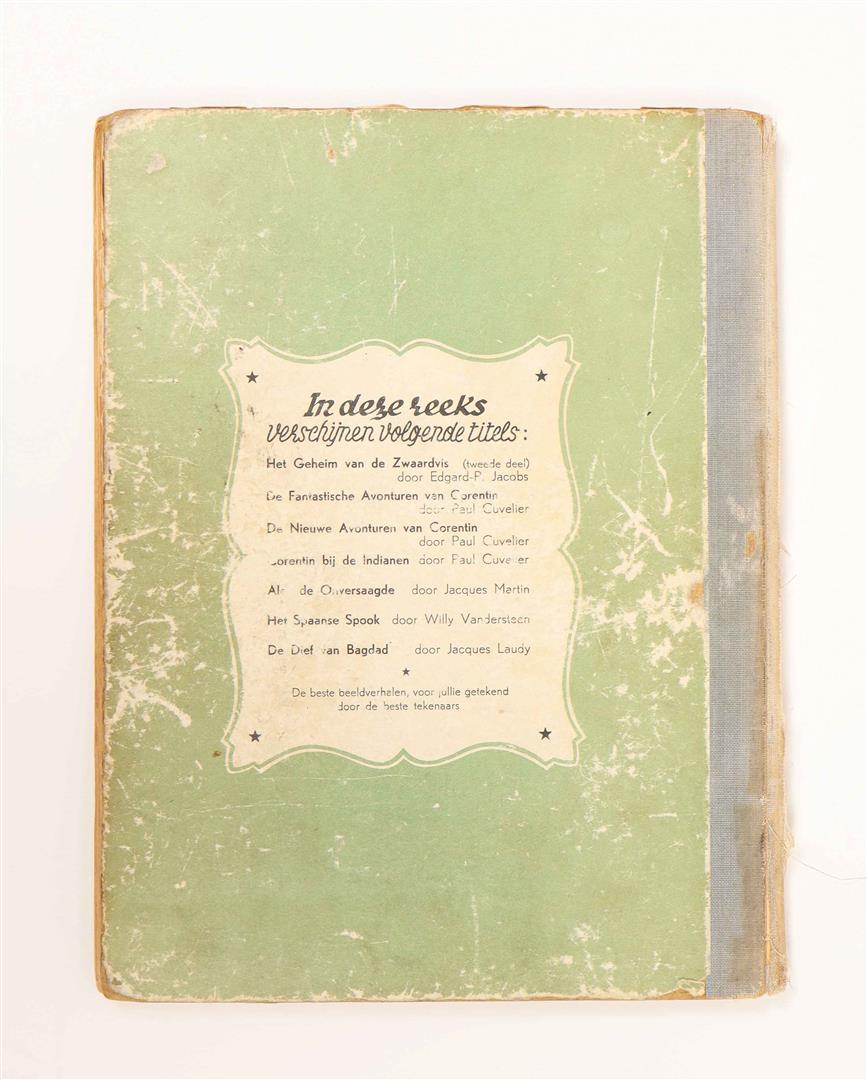 In deze reeks
verschijnen volgende titels:
Het Geheim van de Zwaardvis (tweede deel)
door Edgard-P. Jacobs
De Fantastische Avonturen van Corentin
door Paul Cuvelier
De Nieuwe Avonturen van Corentin
door Paul Cuvelier
Corentin bij de Indianen door Paul Cuvelier
de Onversaagde door Jacques Martin
Het Spaanse Spook door Willy Vandersteen
De Dief van Bagdad door Jacques Laudy
De beste beeldverhalen, voor jullie getekend
door de beste tekenaars